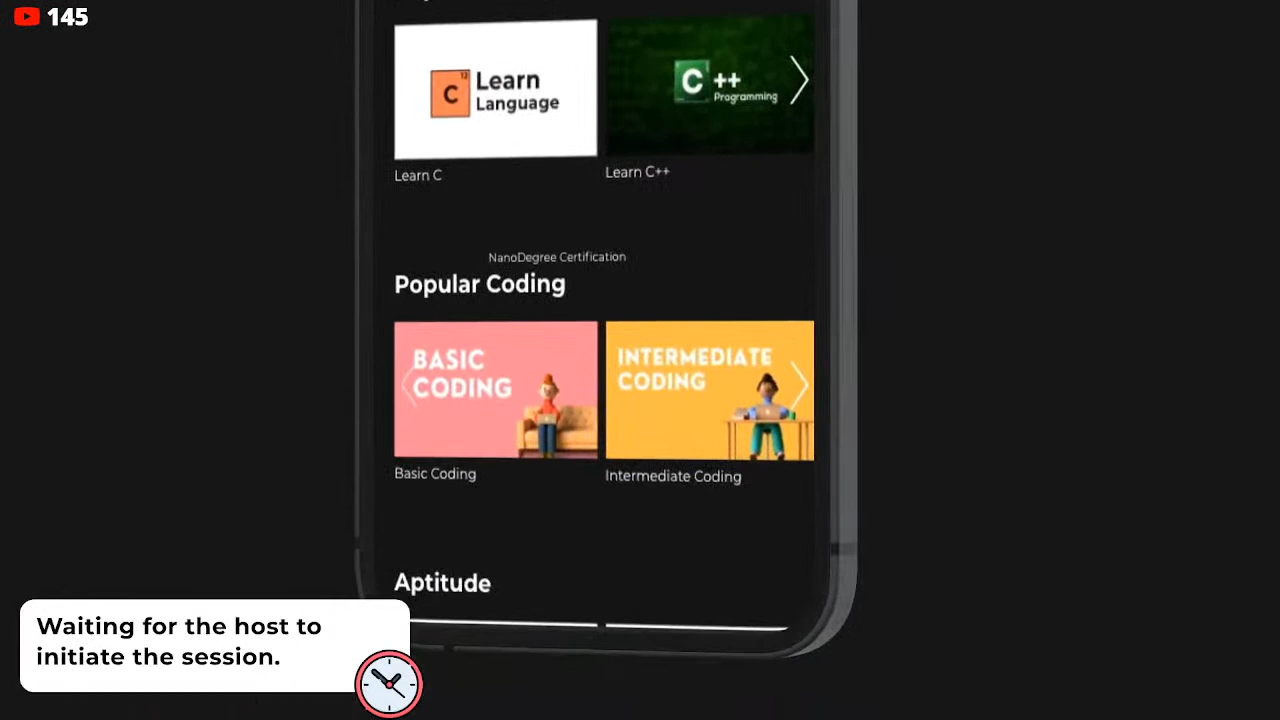 145
C
12
Learn
Language
C
++
Programming
Learn C
Learn C++
NanoDegree Certification
Popular Coding
BASIC
CODING
INTERMEDIATE
CODING
Basic Coding
Intermediate Coding
Aptitude
Waiting for the host to
initiate the session.